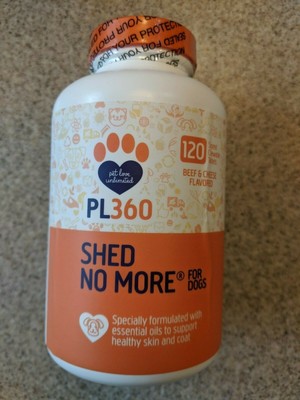 SEALED FOR YOUR PROTECTION
pet love
unlimited
PL360
120
BEEF & CHEESE
FLAVORED
SHED
NO MORE® FOR
DOGS
Specially formulated with
essential oils to support
healthy skin and coat